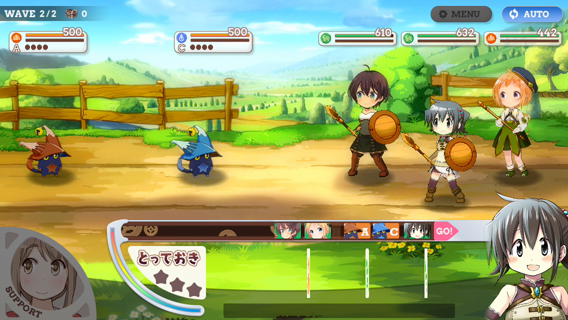 WAVE 2/2 0
MENU
AUTO
500
A
500
C
610
632
442
A C GO!
とっておき
SUPPORT